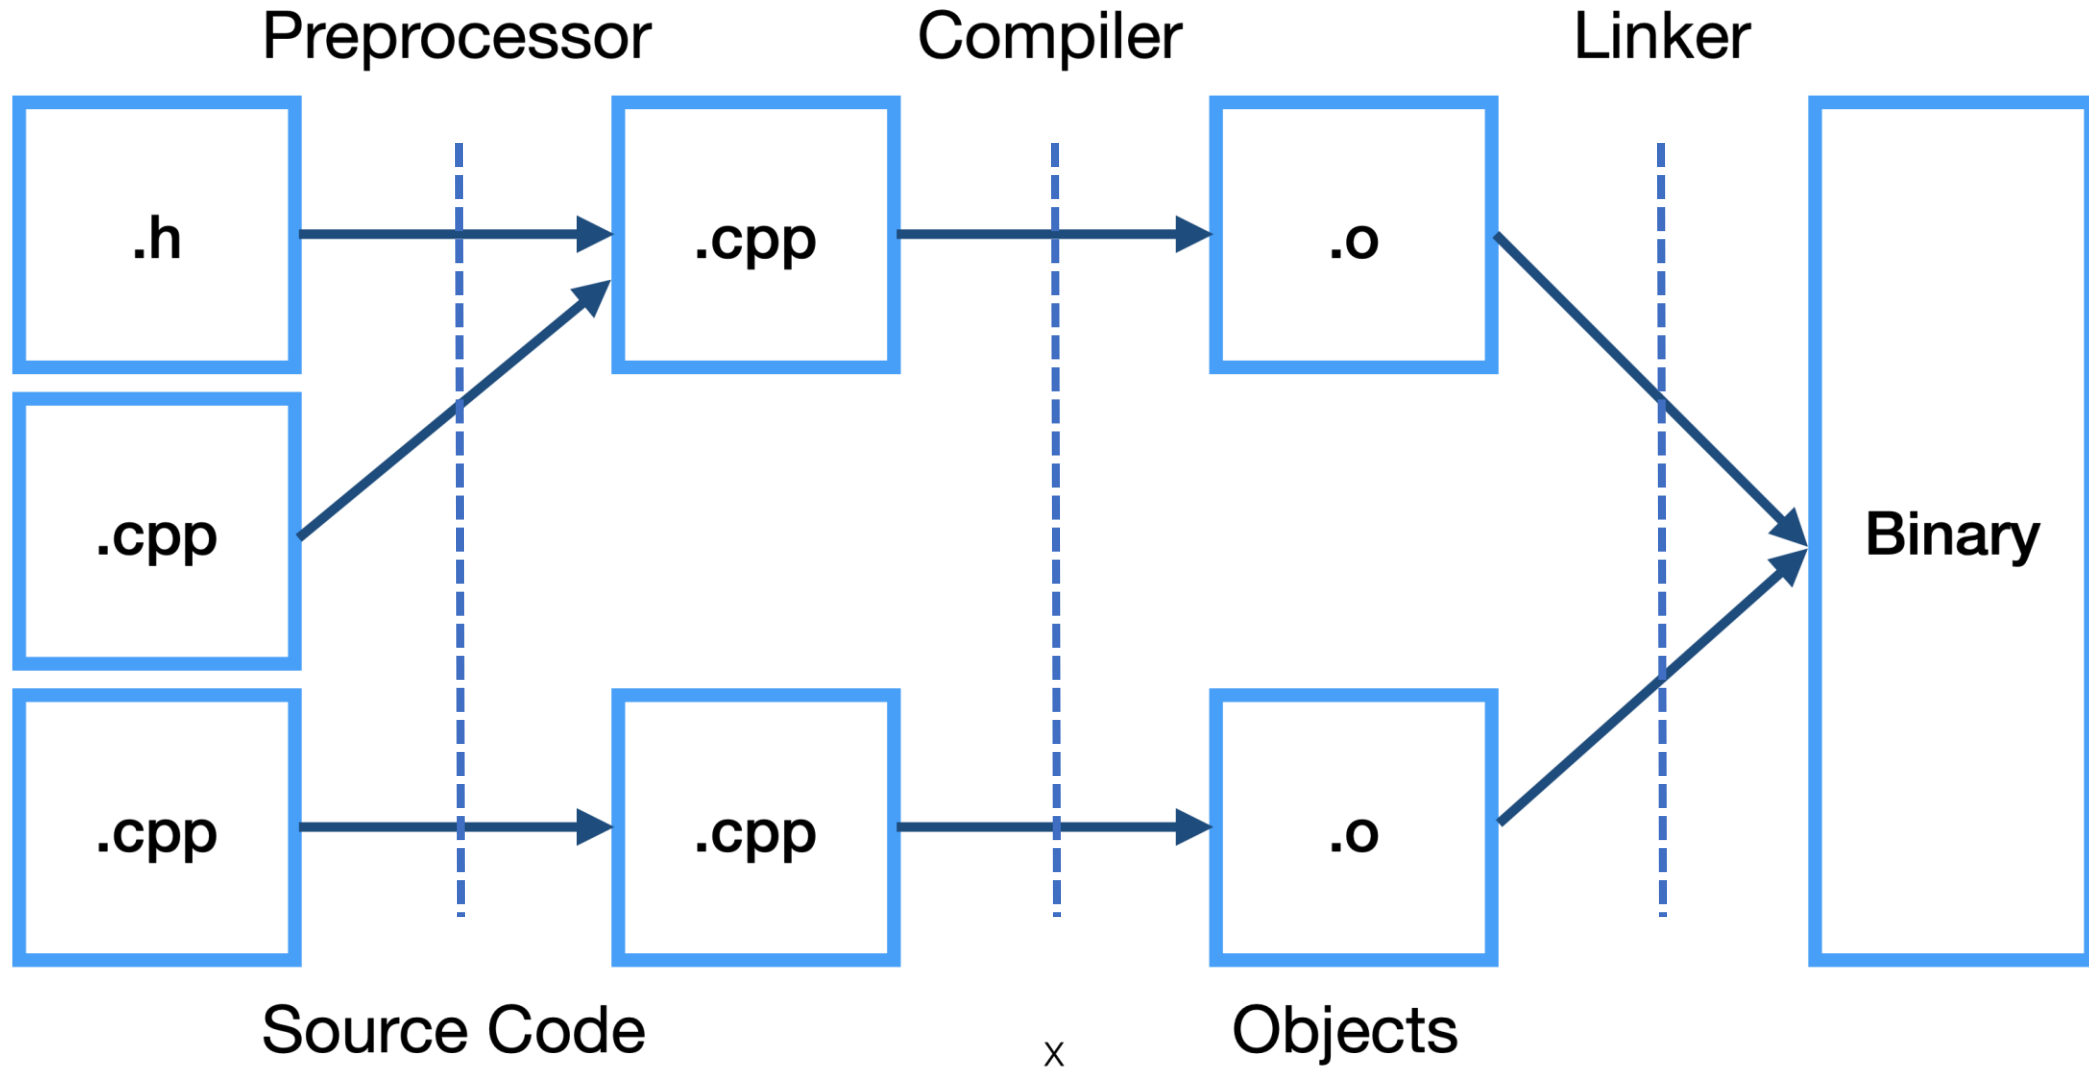 Preprocessor
Compiler
Linker
.h
.cpp
.o
.cpp
Binary
.cpp
.cpp
.o
Source Code
x
Objects